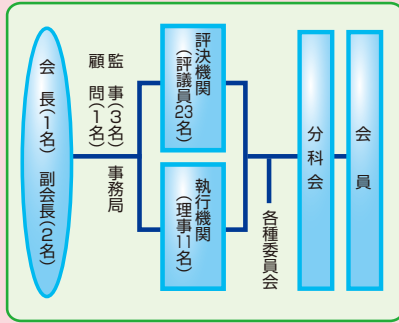 会　長(1名)　副会長(2名)
監　事(3名)　事務局
顧　問(1名)
評決機関
(評議員23名)
執行機関
(理事11名)
各種委員会
分科会
会員